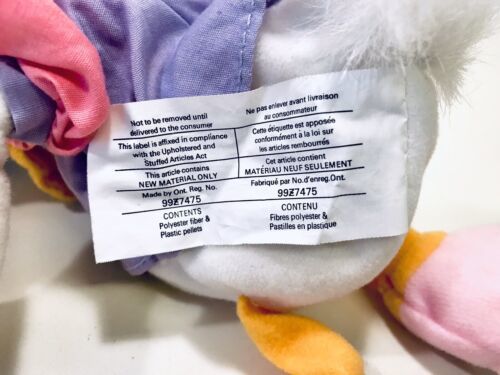 Not to be removed until
delivered to the consumer
This label is affixed in compliance
with the Upholstered and
Stuffed Articles Act
This article contains
NEW MATERIAL ONLY
Made by Ont. Reg. No.
99Z7475
CONTENTS
Polyester fiber &
Plastic pellets
Ne pas enlever avant livraison
au consommateur
Cette étiquette est apposée
conformément à la loi sur
les articles rembourrés
Cet article contient
MATÉRIAU NEUF SEULEMENT
Fabriqué par No.d'enreg.Ont.
99Z7475
CONTENU
Fibres polyester &
Pastilles en plastique